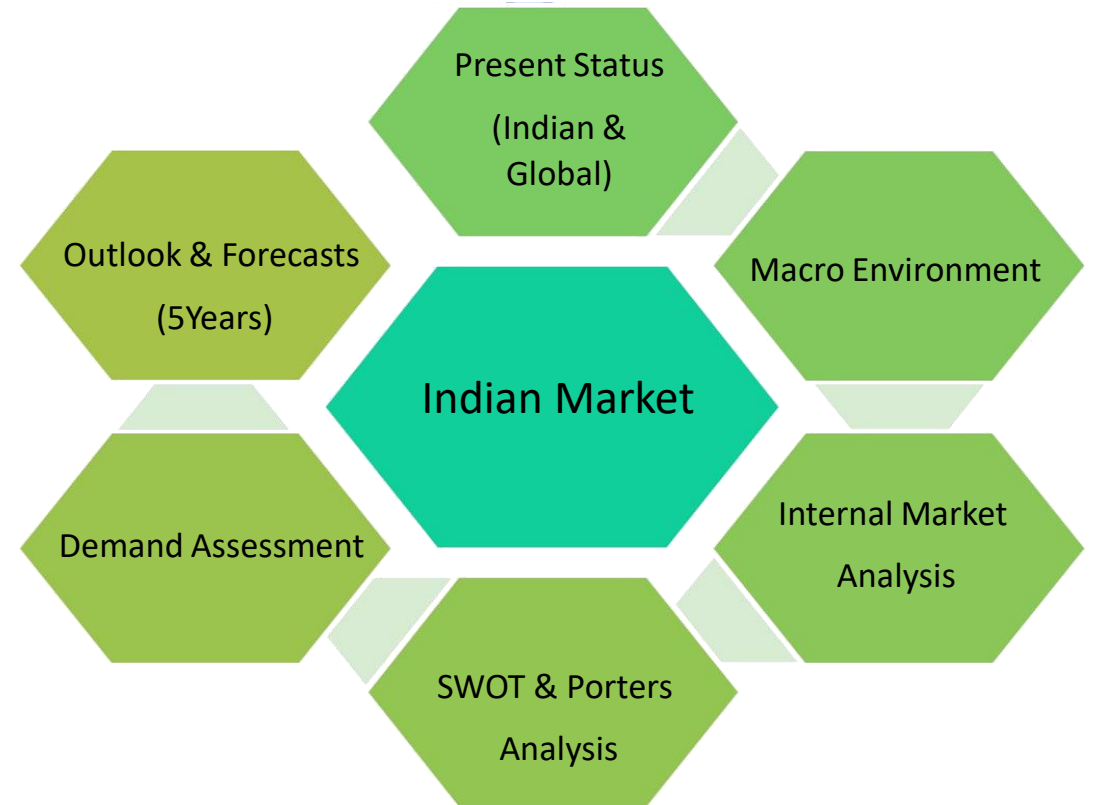 Present Status
(Indian &
Global)
Macro Environment
Internal Market
Analysis
SWOT & Porters
Analysis
Demand Assessment
Outlook & Forecasts
(5Years)
Indian Market